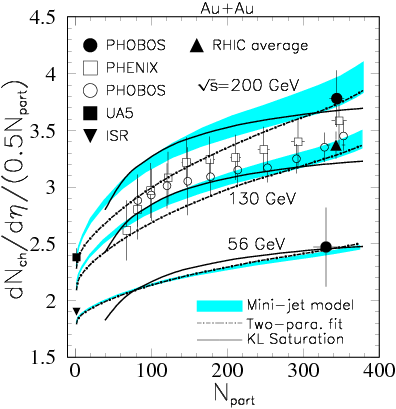 Au+Au
PHOBOS
RHIC average
PHENIX
PHOBOS
UA5
ISR
√s=200 GeV
130 GeV
56 GeV
Mini-jet model
Two-para. fit
KL Saturation
dN_ch/dη/(0.5N_part)
4.5
4
3.5
3
2.5
2
1.5
0
100
200
300
400
N_part